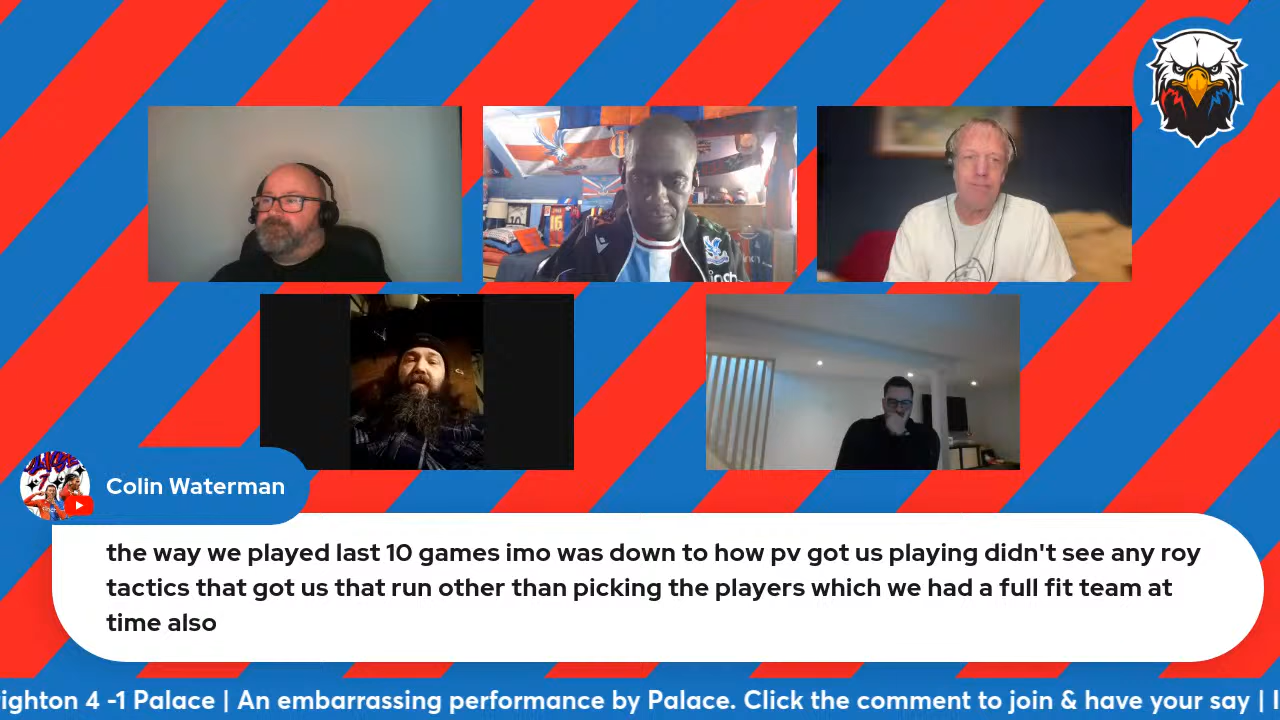 Colin Waterman
the way we played last 10 games imo was down to how pv got us playing didn't see any roy
tactics that got us that run other than picking the players which we had a full fit team at
time also
ighton 4 -1 Palace | An embarrassing performance by Palace. Click the comment to join & have your say |